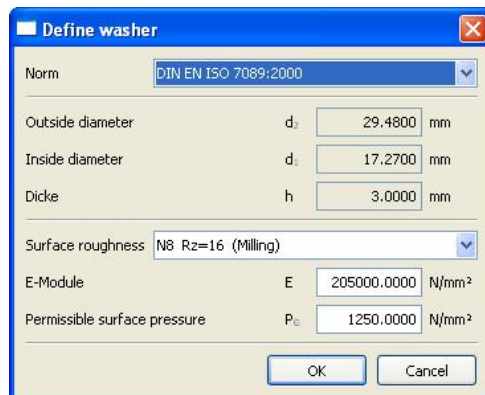 Define washer
Norm DIN EN ISO 7089:2000
Outside diameter d₂ 29.4800 mm
Inside diameter d₁ 17.2700 mm
Dicke h 3.0000 mm
Surface roughness N8 Rz=16 (Milling)
E-Module E 205000.0000 N/mm²
Permissible surface pressure P_G 1250.0000 N/mm²
OK Cancel